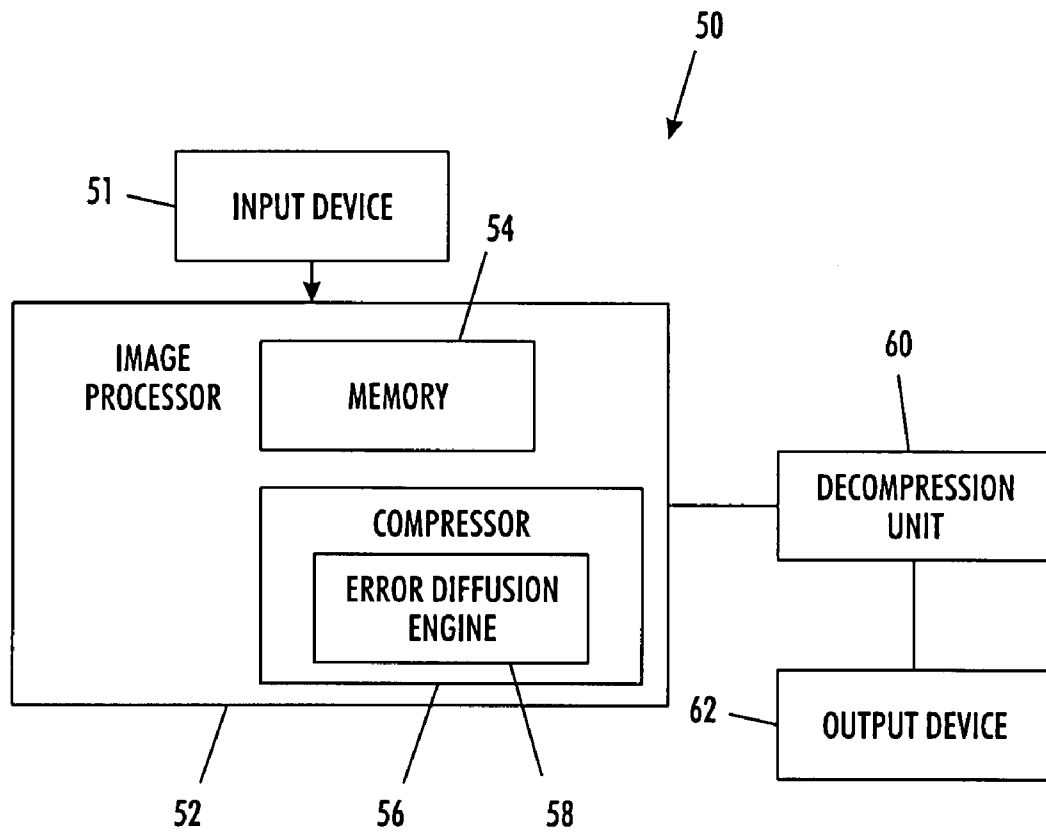 50
51
INPUT DEVICE
54
IMAGE
PROCESSOR
MEMORY
60
COMPRESSOR
DECOMPRESSION
UNIT
ERROR DIFFUSION
ENGINE
62
OUTPUT DEVICE
52
56
58